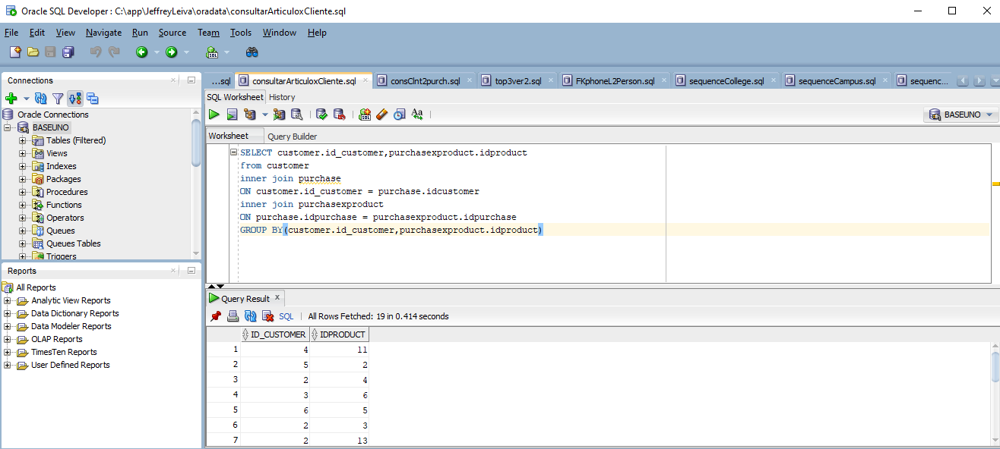 Oracle SQL Developer : C:\app\JeffreyLeiva\oradata\consultarArticuloxCliente.sql
File Edit View Navigate Run Source Team Tools Window Help
Connections
Oracle Connections
BASEUNO
Tables (Filtered)
Views
Indexes
Packages
Procedures
Functions
Operators
Queues
Queues Tables
Triggers
Reports
All Reports
Analytic View Reports
Data Dictionary Reports
Data Modeler Reports
OLAP Reports
TimesTen Reports
User Defined Reports
...sql consultarArticuloxCliente.sql consClnt2purch.sql top3ver2.sql FKphoneL2Person.sql sequenceCollege.sql sequenceCampus.sql sequenc...
SQL Worksheet History
BASEUNO
Worksheet Query Builder
SELECT customer.id_customer,purchasexproduct.idproduct
from customer
inner join purchase
ON customer.id_customer = purchase.idcustomer
inner join purchasexproduct
ON purchase.idpurchase = purchasexproduct.idpurchase
GROUP BY(customer.id_customer,purchasexproduct.idproduct)
Query Result
SQL | All Rows Fetched: 19 in 0.414 seconds
ID_CUSTOMER IDPRODUCT
1 4 11
2 5 2
3 2 4
4 3 6
5 6 5
6 2 3
7 2 13